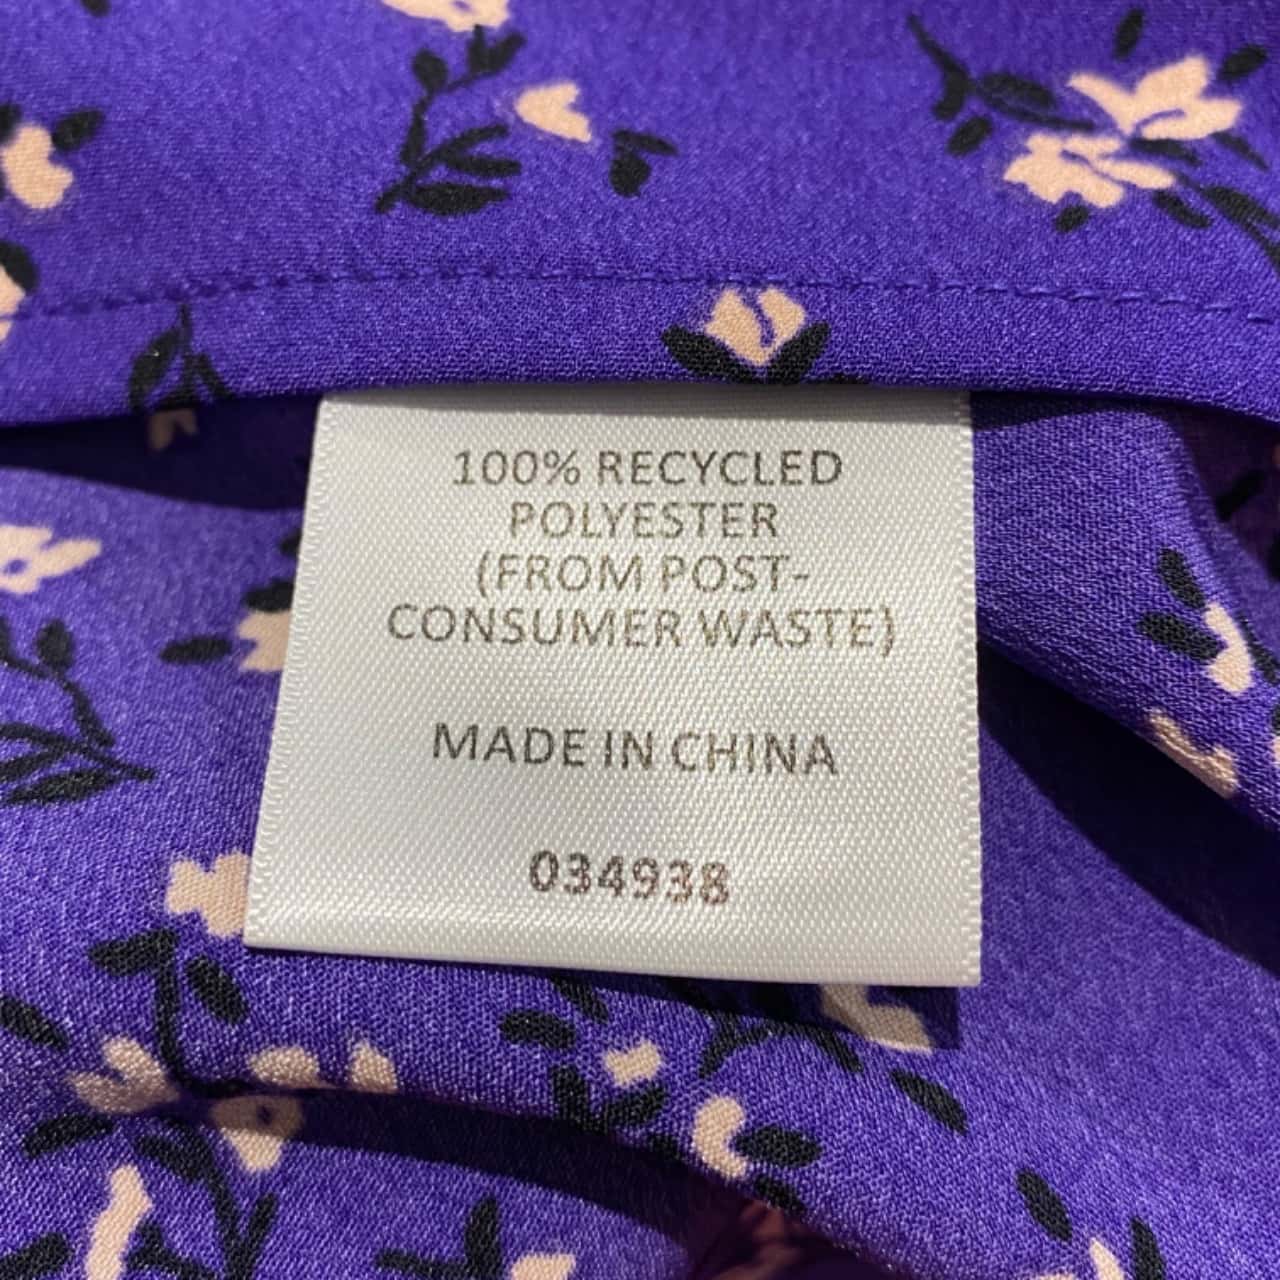 100% RECYCLED
POLYESTER
(FROM POST-
CONSUMER WASTE)
MADE IN CHINA
034938